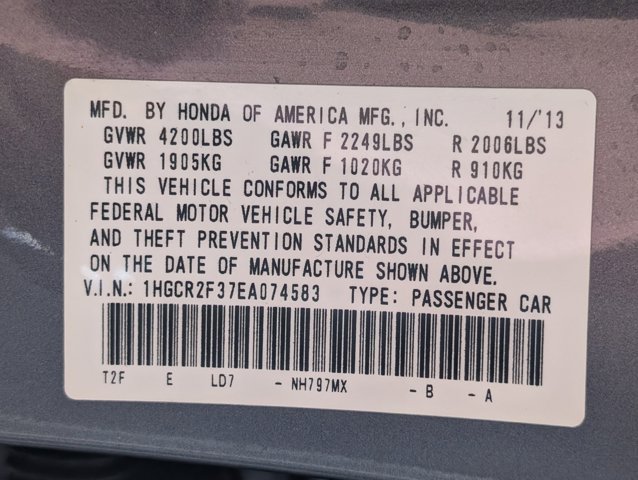 MFD. BY HONDA OF AMERICA MFG., INC. 11/'13
GVWR 4200LBS GAWR F 2249LBS R 2006LBS
GVWR 1905KG GAWR F 1020KG R 910KG
THIS VEHICLE CONFORMS TO ALL APPLICABLE
FEDERAL MOTOR VEHICLE SAFETY, BUMPER,
AND THEFT PREVENTION STANDARDS IN EFFECT
ON THE DATE OF MANUFACTURE SHOWN ABOVE.
V.I.N.: 1HGCR2F37EA074583 TYPE: PASSENGER CAR
T2F E LD7 - NH797MX - B - A